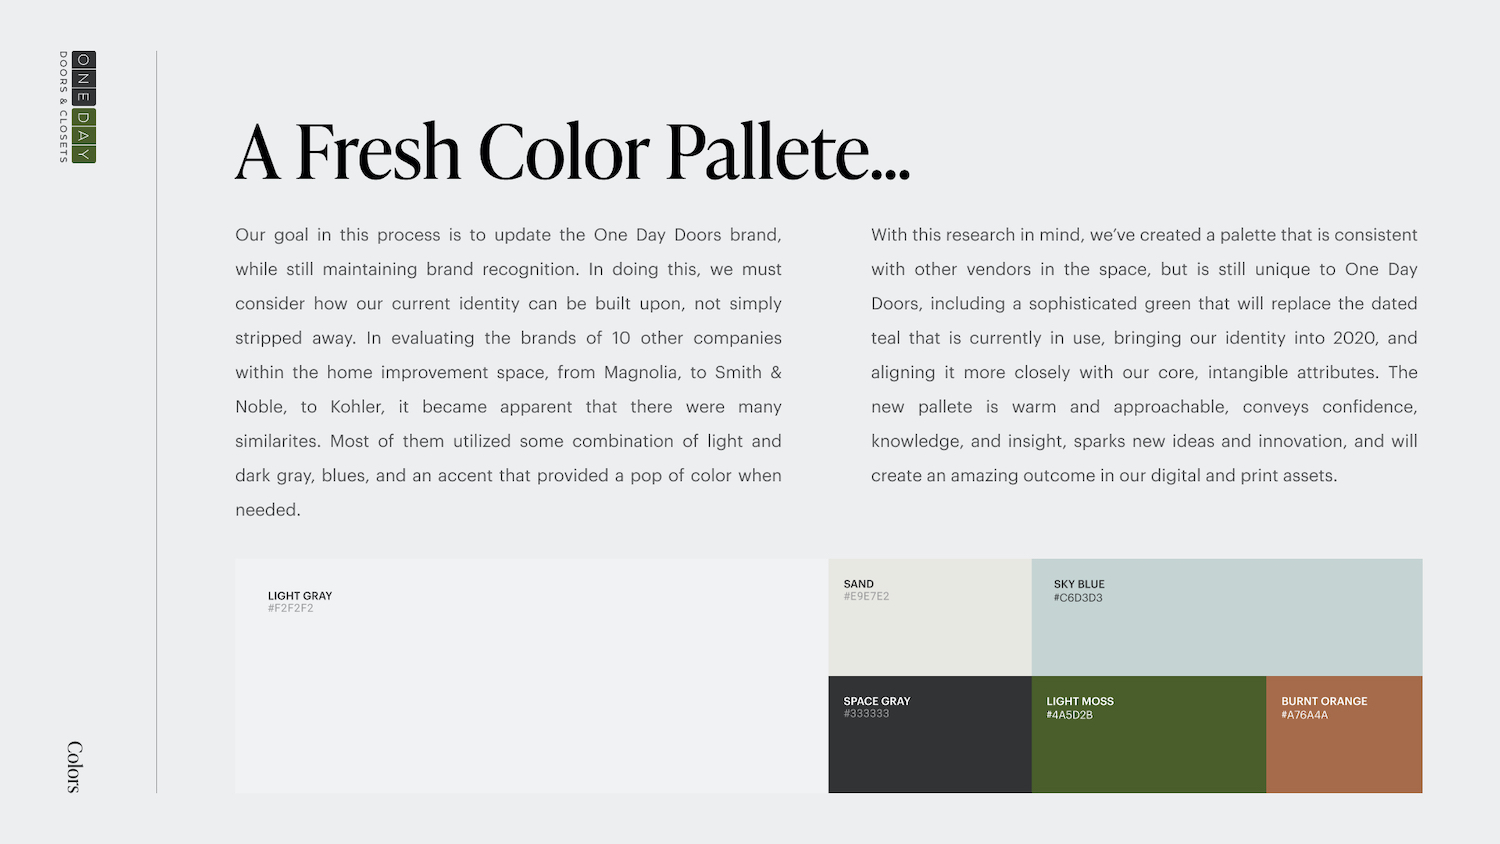 ONE DAY
DOORS & CLOSETS
A Fresh Color Pallete...
Our goal in this process is to update the One Day Doors brand,
while still maintaining brand recognition. In doing this, we must
consider how our current identity can be built upon, not simply
stripped away. In evaluating the brands of 10 other companies
within the home improvement space, from Magnolia, to Smith &
Noble, to Kohler, it became apparent that there were many
similarites. Most of them utilized some combination of light and
dark gray, blues, and an accent that provided a pop of color when
needed.
With this research in mind, we’ve created a palette that is consistent
with other vendors in the space, but is still unique to One Day
Doors, including a sophisticated green that will replace the dated
teal that is currently in use, bringing our identity into 2020, and
aligning it more closely with our core, intangible attributes. The
new pallete is warm and approachable, conveys confidence,
knowledge, and insight, sparks new ideas and innovation, and will
create an amazing outcome in our digital and print assets.
LIGHT GRAY
#F2F2F2
SAND
#E9E7E2
SKY BLUE
#C6D3D3
SPACE GRAY
#333333
LIGHT MOSS
#4A5D2B
BURNT ORANGE
#A76A4A
Colors